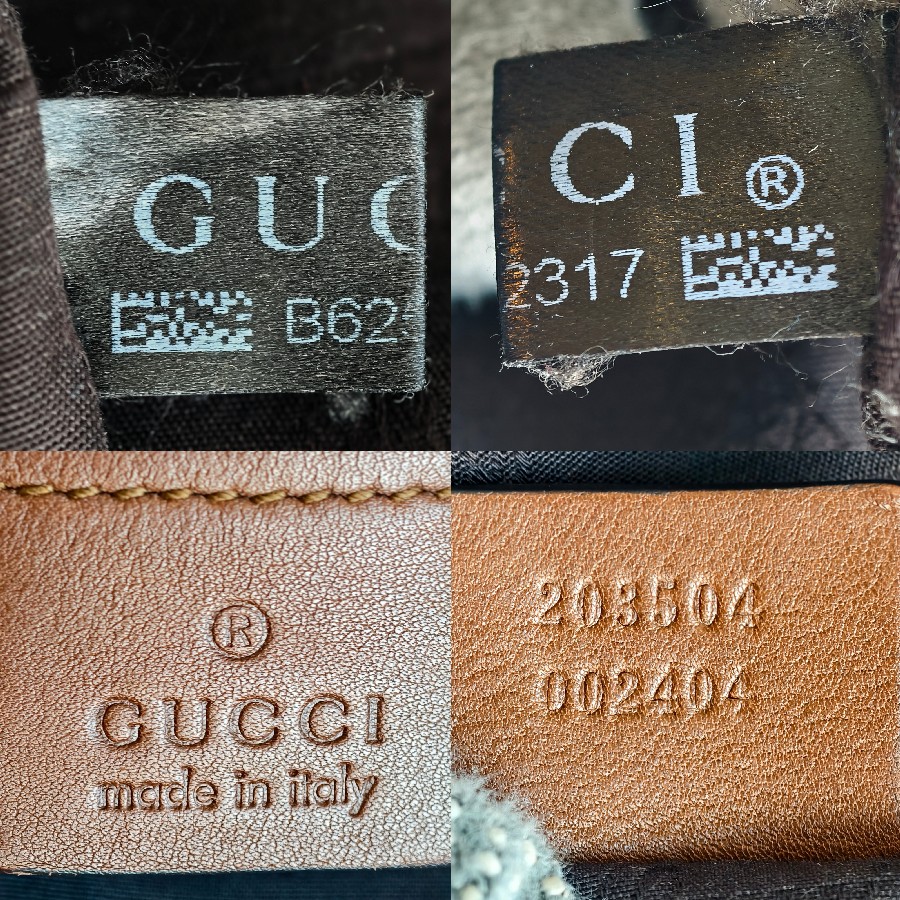 GUC
B62
CI®
2317
®
GUCCI
made in italy
203504
002404